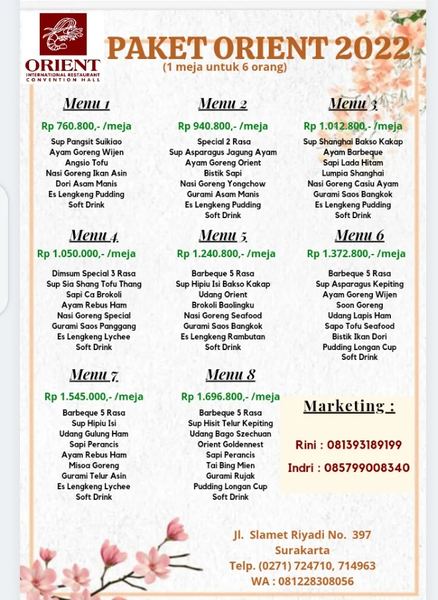 ORIENT
INTERNATIONAL RESTAURANT
CONVENTION HALL
PAKET ORIENT 2022
(1 meja untuk 6 orang)
Menu 1
Rp 760.800,- /meja
Sup Pangsit Suikiao
Ayam Goreng Wijen
Angsio Tofu
Nasi Goreng Ikan Asin
Dori Asam Manis
Es Lengkeng Pudding
Soft Drink
Menu 2
Rp 940.800,- /meja
Special 2 Rasa
Sup Asparagus Jagung Ayam
Ayam Goreng Orient
Bistik Sapi
Nasi Goreng Yongchow
Gurami Asam Manis
Es Lengkeng Pudding
Soft Drink
Menu 3
Rp 1.012.800,- /meja
Sup Shanghai Bakso Kakap
Ayam Barbeque
Sapi Lada Hitam
Lumpia Shanghai
Nasi Goreng Casiu Ayam
Gurami Saos Bangkok
Es Lengkeng Pudding
Soft Drink
Menu 4
Rp 1.050.000,- /meja
Dimsum Special 3 Rasa
Sup Sia Shang Tofu Thang
Sapi Ca Brokoli
Ayam Rebus Ham
Nasi Goreng Special
Gurami Saos Panggang
Es Lengkeng Lychee
Soft Drink
Menu 5
Rp 1.240.800,- /meja
Barbeque 5 Rasa
Sup Hipiu Isi Bakso Kakap
Udang Orient
Brokoli Baolingku
Nasi Goreng Seafood
Gurami Saos Bangkok
Es Lengkeng Rambutan
Soft Drink
Menu 6
Rp 1.372.800,- /meja
Barbeque 5 Rasa
Sup Asparagus Kepiting
Ayam Goreng Wijen
Soon Goreng
Udang Lapis Ham
Sapo Tofu Seafood
Bistik Ikan Dori
Pudding Longan Cup
Soft Drink
Menu 7
Rp 1.545.000,- /meja
Barbeque 5 Rasa
Sup Hipiu Isi
Udang Gulung Ham
Sapi Perancis
Ayam Rebus Ham
Misoa Goreng
Gurami Telur Asin
Es Lengkeng Lychee
Soft Drink
Menu 8
Rp 1.696.800,- /meja
Barbeque 5 Rasa
Sup Hisit Telur Kepiting
Udang Bago Szechuan
Orient Goldennest
Sapi Perancis
Tai Bing Mien
Gurami Rujak
Pudding Longan Cup
Soft Drink
Marketing :
Rini : 081393189199
Indri : 085799008340
Jl. Slamet Riyadi No. 397
Surakarta
Telp. (0271) 724710, 714963
WA : 081228308056